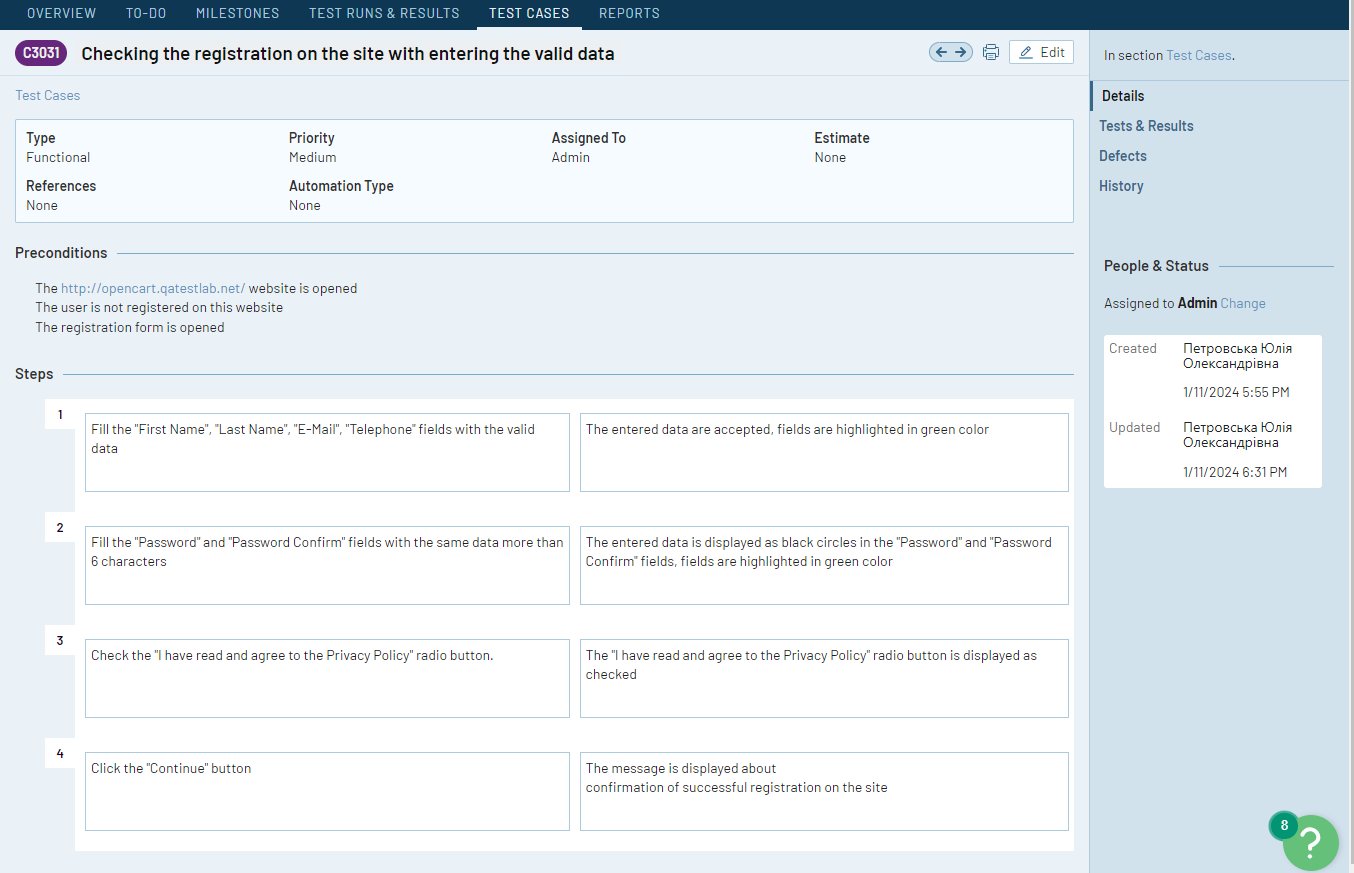 OVERVIEW TO-DO MILESTONES TEST RUNS & RESULTS TEST CASES REPORTS
C3031 Checking the registration on the site with entering the valid data
Edit
Test Cases
Type Priority Assigned To Estimate
Functional Medium Admin None
References Automation Type
None None
Preconditions
The http://opencart.qatestlab.net/ website is opened
The user is not registered on this website
The registration form is opened
Steps
1
Fill the "First Name", "Last Name", "E-Mail", "Telephone" fields with the valid
data
The entered data are accepted, fields are highlighted in green color
2
Fill the "Password" and "Password Confirm" fields with the same data more than
6 characters
The entered data is displayed as black circles in the "Password" and "Password
Confirm" fields, fields are highlighted in green color
3
Check the "I have read and agree to the Privacy Policy" radio button.
The "I have read and agree to the Privacy Policy" radio button is displayed as
checked
4
Click the "Continue" button
The message is displayed about
confirmation of successful registration on the site
In section Test Cases.
Details
Tests & Results
Defects
History
People & Status
Assigned to Admin Change
Created Петровська Юлія
Олександрівна
1/11/2024 5:55 PM
Updated Петровська Юлія
Олександрівна
1/11/2024 6:31 PM
8
?